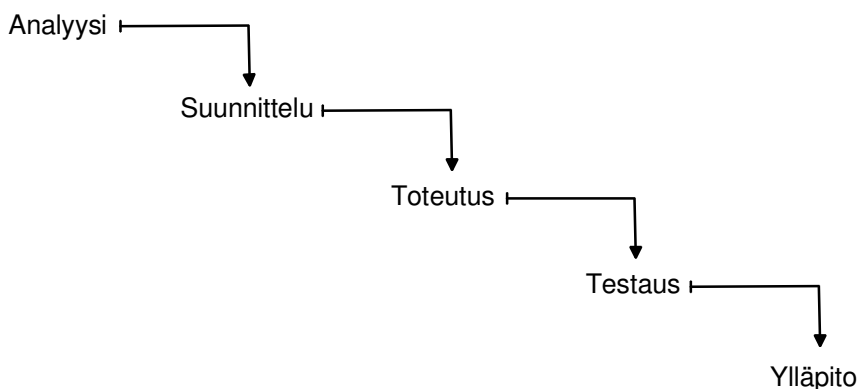 Analyysi
Suunnittelu
Toteutus
Testaus
Ylläpito